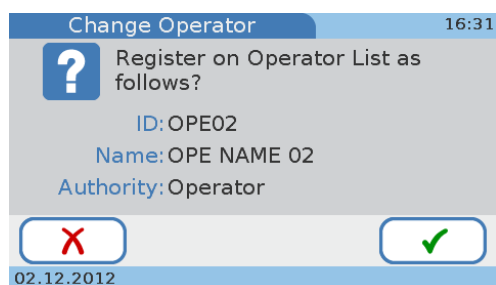 Change Operator 16:31
? Register on Operator List as
follows?
ID: OPE02
Name: OPE NAME 02
Authority: Operator
02.12.2012